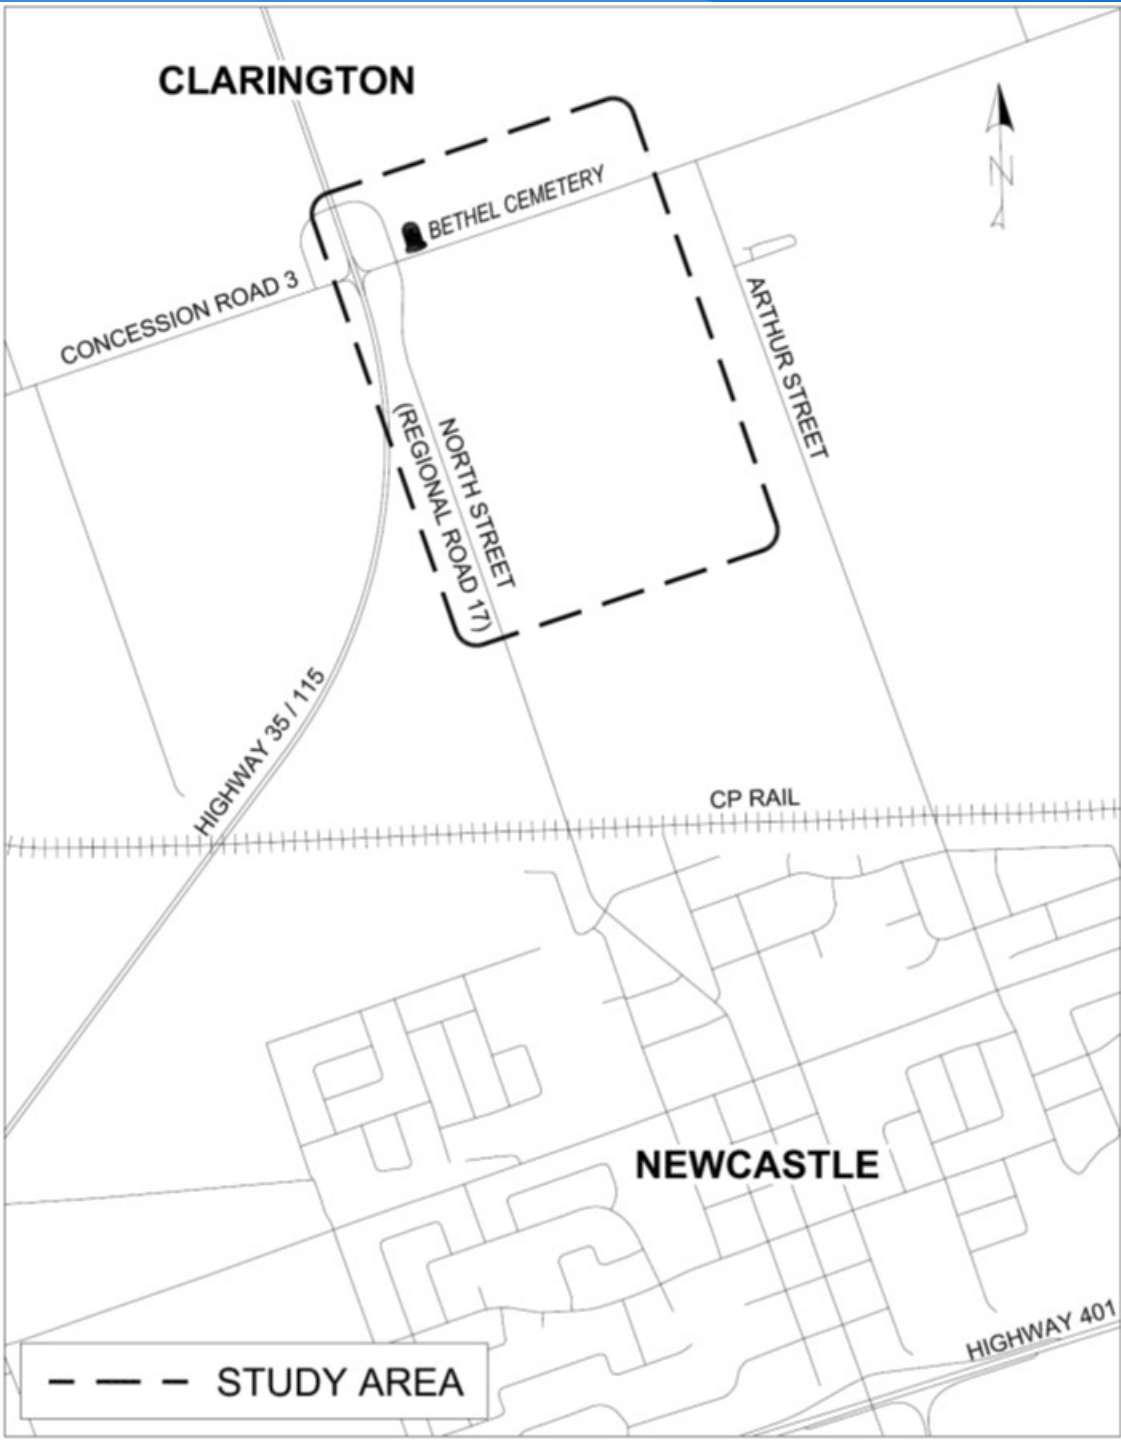 CLARINGTON
N
BETHEL CEMETERY
CONCESSION ROAD 3
ARTHUR STREET
NORTH STREET
(REGIONAL ROAD 17)
HIGHWAY 35 / 115
CP RAIL
NEWCASTLE
HIGHWAY 401
STUDY AREA